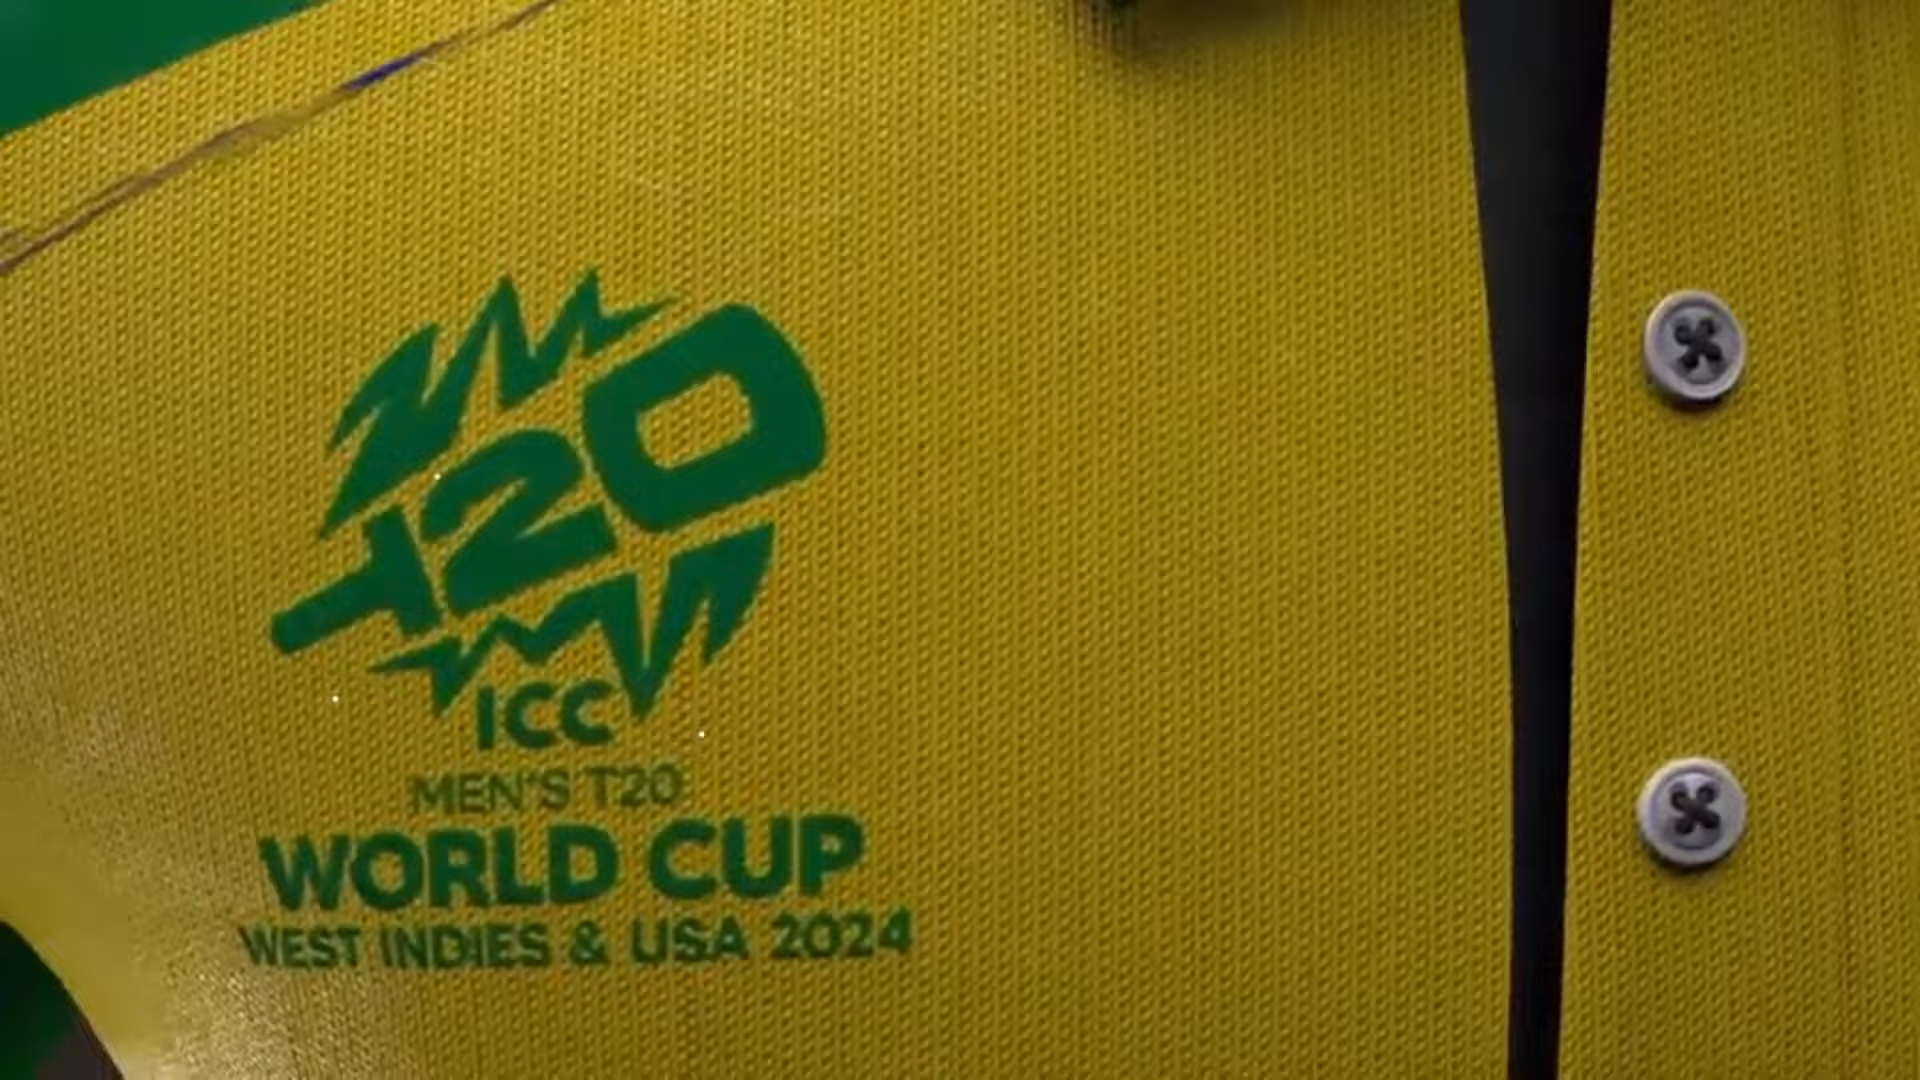 T20
ICC
MEN'S T20
WORLD CUP
WEST INDIES & USA 2024